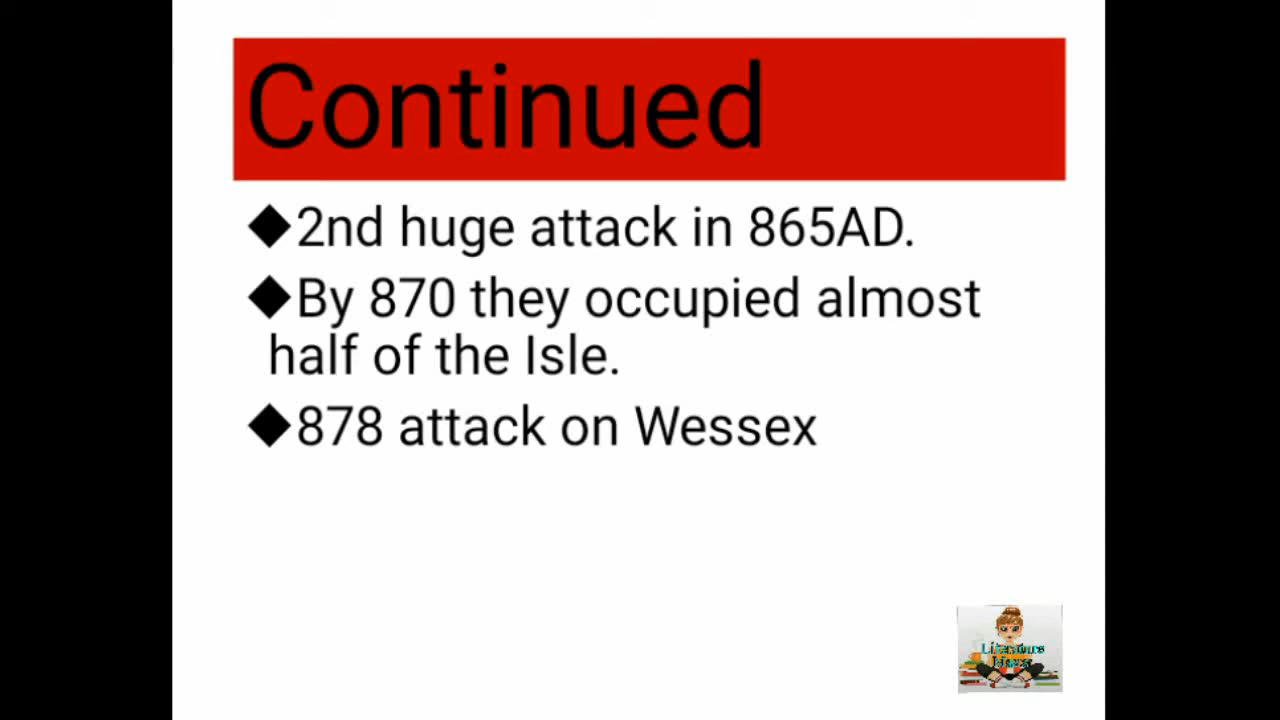 Continued
◆2nd huge attack in 865AD.
◆By 870 they occupied almost
half of the Isle.
◆878 attack on Wessex
Literature